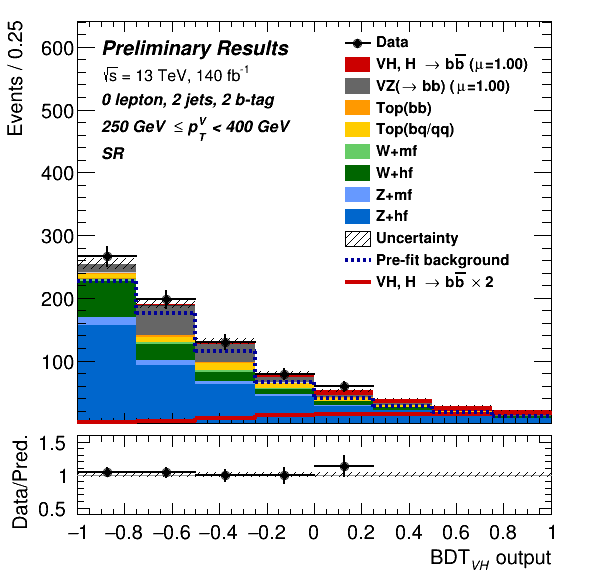 Events / 0.25
600
500
400
300
200
100
Preliminary Results
√s = 13 TeV, 140 fb⁻¹
0 lepton, 2 jets, 2 b-tag
250 GeV ≤ p_T^V < 400 GeV
SR
Data
VH, H → bb̅ (μ=1.00)
VZ(→ bb) (μ=1.00)
Top(bb)
Top(bq/qq)
W+mf
W+hf
Z+mf
Z+hf
Uncertainty
Pre-fit background
VH, H → bb̅ × 2
Data/Pred.
1.5
1
0.5
−1 −0.8 −0.6 −0.4 −0.2 0 0.2 0.4 0.6 0.8 1
BDT_VH output